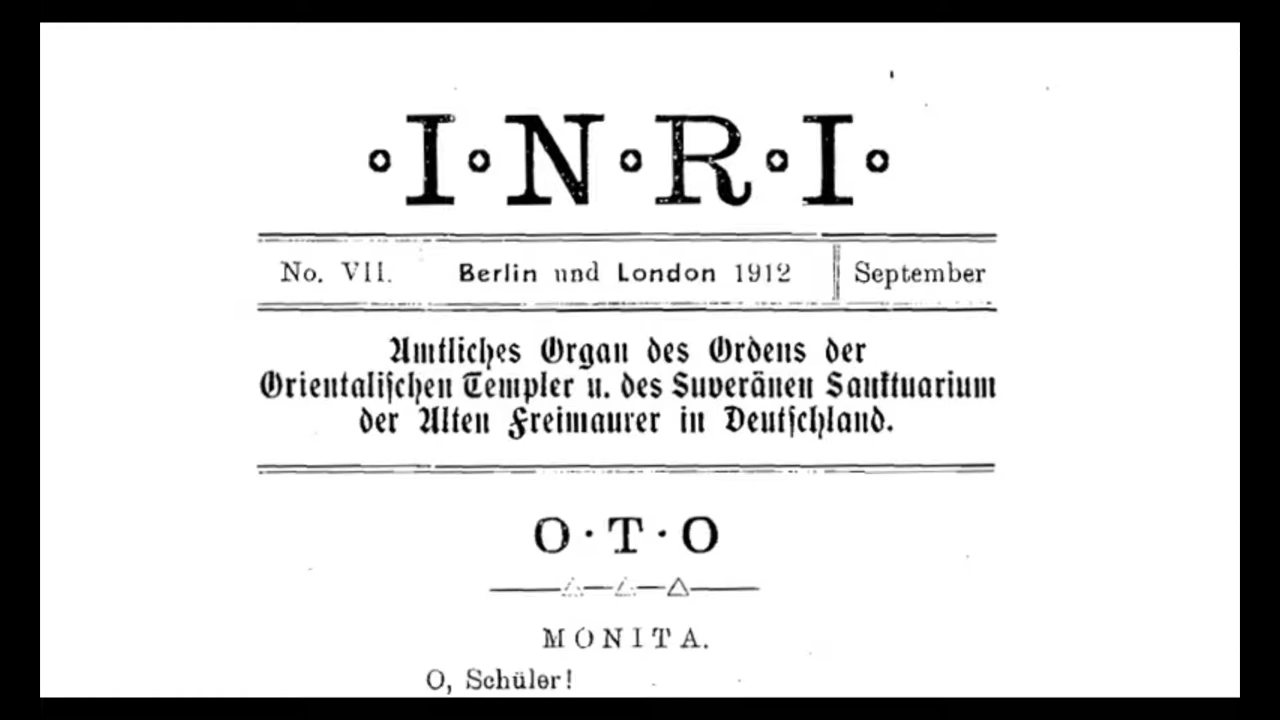 ·I·N·R·I·
No. VII. Berlin und London 1912 September
Amtliches Organ des Ordens der
Orientalischen Templer u. des Suveränen Sanktuarium
der Alten Freimaurer in Deutschland.
O·T·O
MONITA.
O, Schüler!